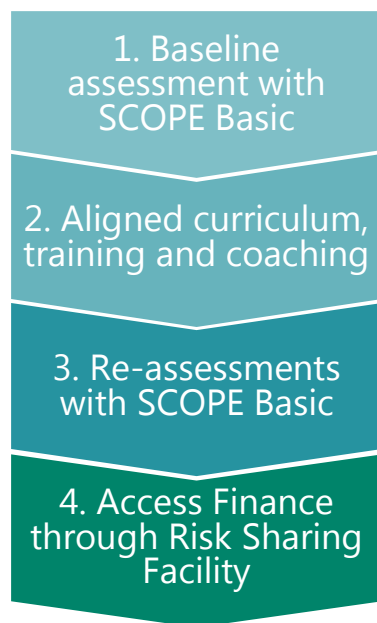 1. Baseline
assessment with
SCOPE Basic
2. Aligned curriculum,
training and coaching
3. Re-assessments
with SCOPE Basic
4. Access Finance
through Risk Sharing
Facility